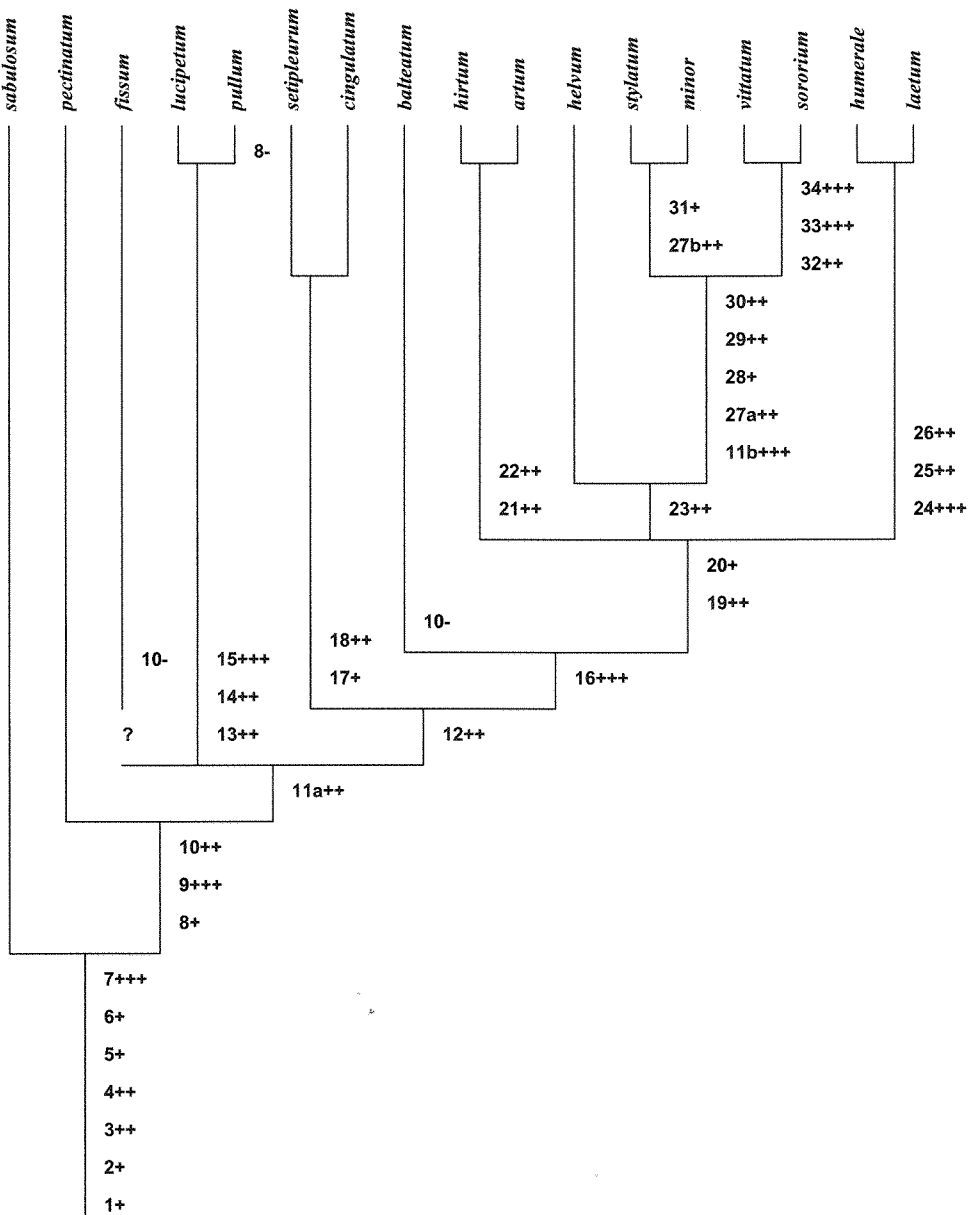 sabulosum
pectinatum
fissum
lucipetum
pullum
setipleurum
cingulatum
balteatum
hirtum
artum
helvum
stylatum
minor
vittatum
sororium
humerale
laetum
8-
34+++
31+
33+++
27b++
32++
30++
29++
28+
27a++
26++
11b+++
22++
25++
21++
23++
24+++
20+
19++
10-
18++
10-
15+++
17+
16+++
14++
?
13++
12++
11a++
10++
9+++
8+
7+++
6+
5+
4++
3++
2+
1+